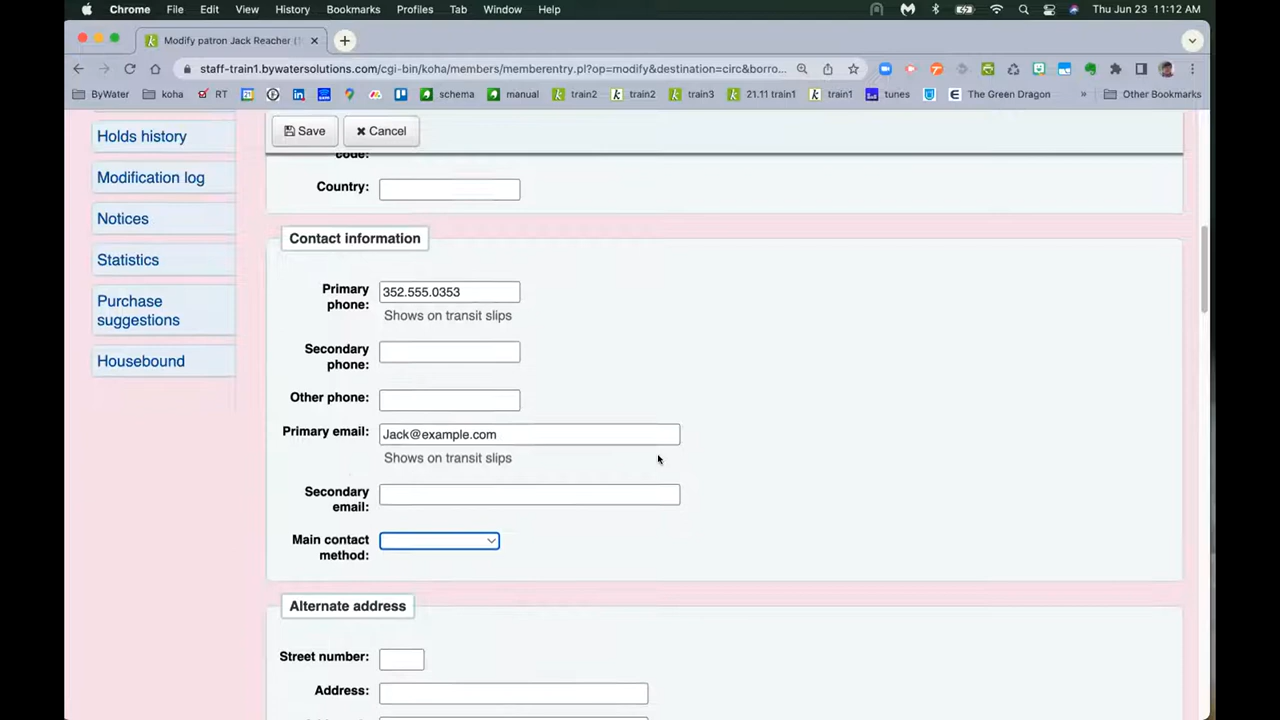 Chrome File Edit View History Bookmarks Profiles Tab Window Help Thu Jun 23 11:12 AM
Modify patron Jack Reacher (
staff-train1.bywatersolutions.com/cgi-bin/koha/members/memberentry.pl?op=modify&destination=circ&borro...
ByWater koha RT schema manual train2 train2 train3 21.11 train1 train1 tunes The Green Dragon » Other Bookmarks
Holds history
Modification log
Notices
Statistics
Purchase
suggestions
Housebound
Save Cancel
code:
Country:
Contact information
Primary
phone: 352.555.0353
Shows on transit slips
Secondary
phone:
Other phone:
Primary email: Jack@example.com
Shows on transit slips
Secondary
email:
Main contact
method:
Alternate address
Street number:
Address: